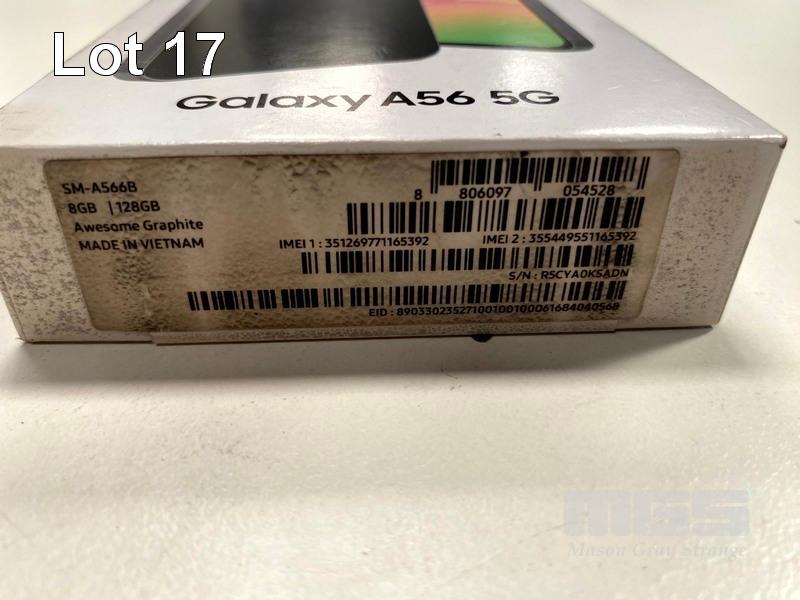 Lot 17
Galaxy A56 5G
SM-A566B
8GB | 128GB
Awesome Graphite
MADE IN VIETNAM
8 806097 054528
IMEI 1 : 351269771165392
IMEI 2 : 355449551165392
S/N : R5CYA0K5ADN
EID : 89033023527100100100061684040568
MGS
Mason Gray Strange